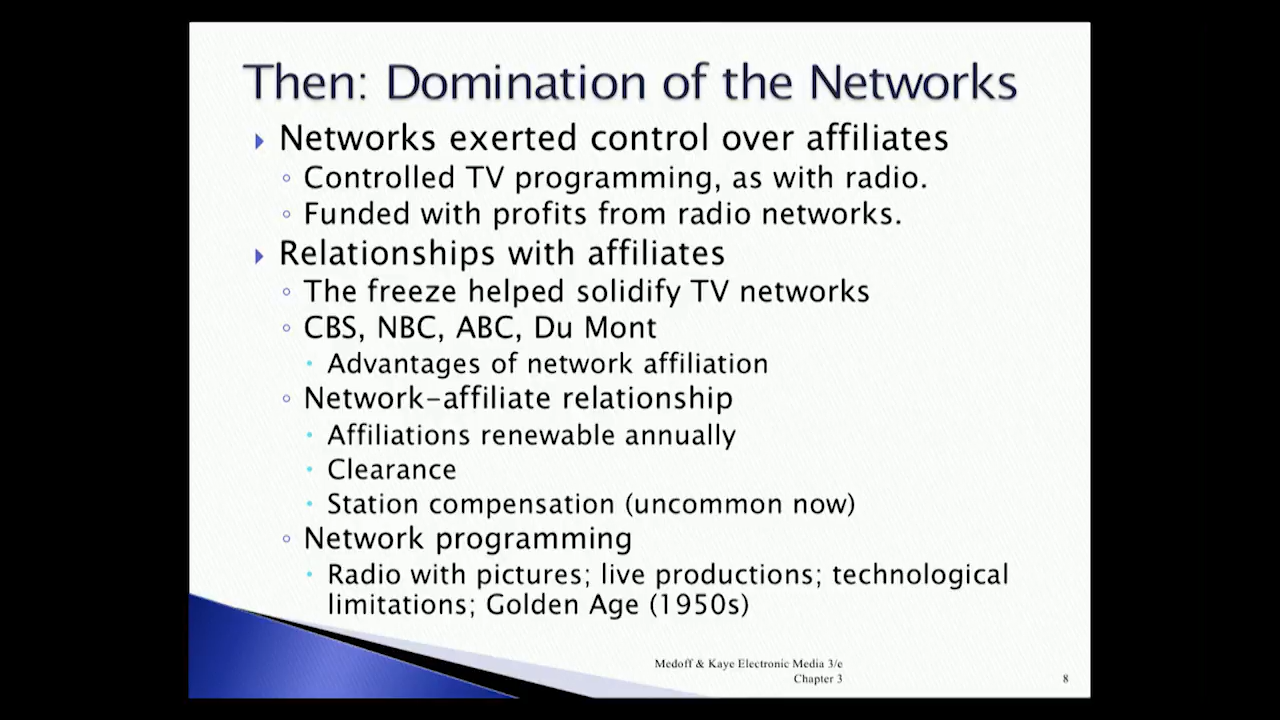 Then: Domination of the Networks
Networks exerted control over affiliates
Controlled TV programming, as with radio.
Funded with profits from radio networks.
Relationships with affiliates
The freeze helped solidify TV networks
CBS, NBC, ABC, Du Mont
Advantages of network affiliation
Network-affiliate relationship
Affiliations renewable annually
Clearance
Station compensation (uncommon now)
Network programming
Radio with pictures; live productions; technological
limitations; Golden Age (1950s)
Medoff & Kaye Electronic Media 3/e
Chapter 3
8